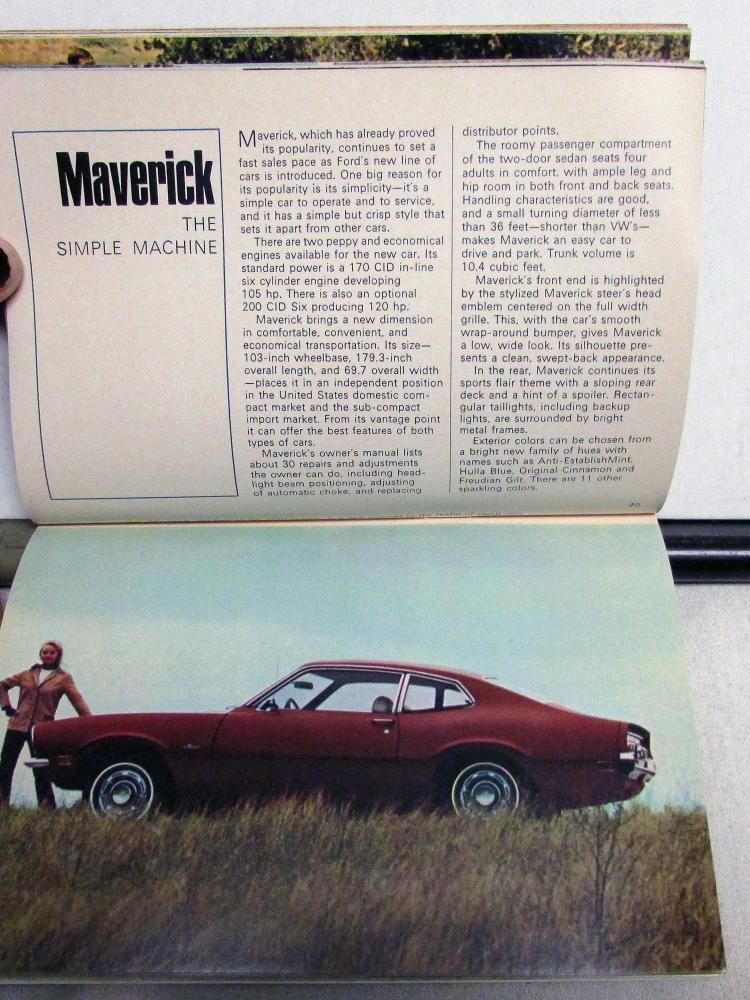 Maverick
THE
SIMPLE MACHINE
Maverick, which has already proved
its popularity, continues to set a
fast sales pace as Ford's new line of
cars is introduced. One big reason for
its popularity is its simplicity—it's a
simple car to operate and to service,
and it has a simple but crisp style that
sets it apart from other cars.
There are two peppy and economical
engines available for the new car. Its
standard power is a 170 CID in-line
six cylinder engine developing
105 hp. There is also an optional
200 CID Six producing 120 hp.
Maverick brings a new dimension
in comfortable, convenient, and
economical transportation. Its size—
103-inch wheelbase, 179.3-inch
overall length, and 69.7 overall width
—places it in an independent position
in the United States domestic com-
pact market and the sub-compact
import market. From its vantage point
it can offer the best features of both
types of cars.
Maverick's owner's manual lists
about 30 repairs and adjustments
the owner can do, including head-
light beam positioning, adjusting
of automatic choke, and replacing
distributor points.
The roomy passenger compartment
of the two-door sedan seats four
adults in comfort, with ample leg and
hip room in both front and back seats.
Handling characteristics are good,
and a small turning diameter of less
than 36 feet—shorter than VW's—
makes Maverick an easy car to
drive and park. Trunk volume is
10.4 cubic feet.
Maverick's front end is highlighted
by the stylized Maverick steer's head
emblem centered on the full width
grille. This, with the car's smooth
wrap-around bumper, gives Maverick
a low, wide look. Its silhouette pre-
sents a clean, swept-back appearance.
In the rear, Maverick continues its
sports flair theme with a sloping rear
deck and a hint of a spoiler. Rectan-
gular taillights, including backup
lights, are surrounded by bright
metal frames.
Exterior colors can be chosen from
a bright new family of hues with
names such as Anti-EstablishMint,
Hulla Blue, Original Cinnamon and
Freudian Gilt. There are 11 other
sparkling colors.
40